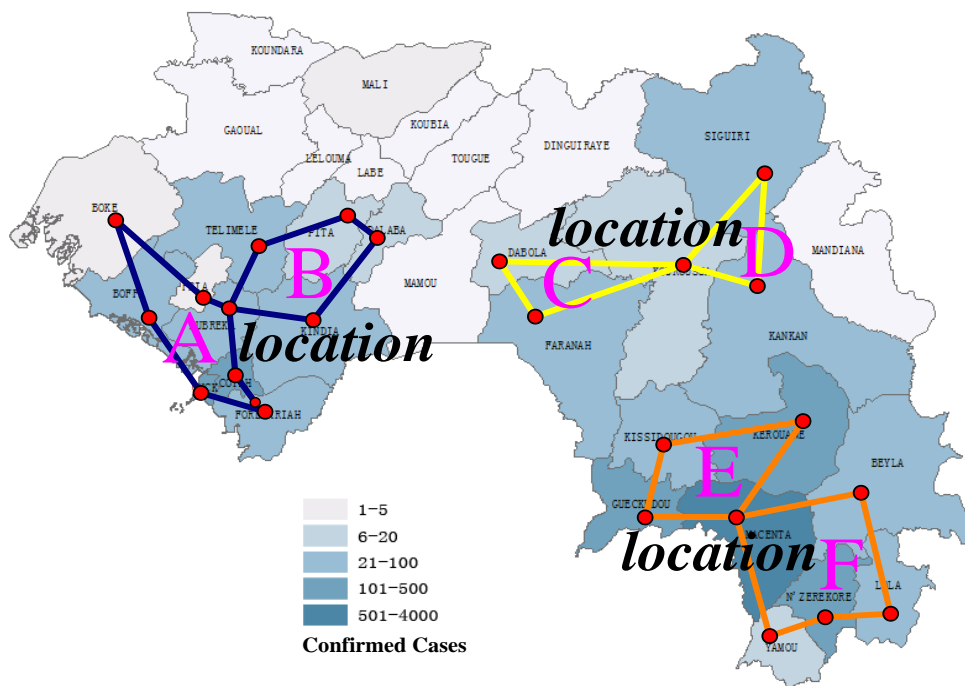 KOUNDARA
MALI
GAOUAL
KOUBIA
LELOUMA
TOUGUE
LABE
DINGUIRAYE
SIGUIRI
BOKE
TELIMELE
PITA
DALABA
location
DABOLA
MANDIANA
B
C
D
MAMOU
BOFFA
A
KINDIA
location
FARANAH
KANKAN
COYAH
FORECARIAH
KISSIDOUGOU
KEROUANE
BEYLA
E
GUECKEDOU
MACENTA
location
F
LOLA
N'ZEREKORE
YAMOU
1-5
6-20
21-100
101-500
501-4000
Confirmed Cases